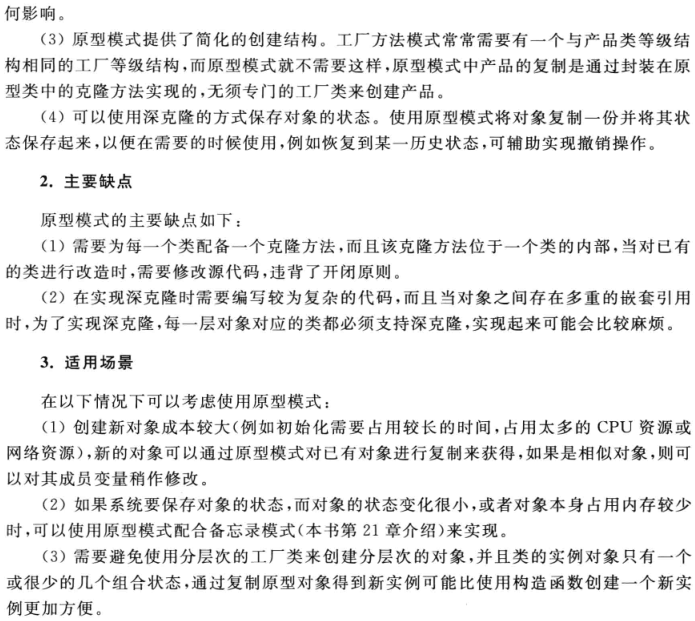 何影响。
(3) 原型模式提供了简化的创建结构。工厂方法模式常常需要有一个与产品类等级结
构相同的工厂等级结构,而原型模式就不需要这样,原型模式中产品的复制是通过封装在原
型类中的克隆方法实现的,无须专门的工厂类来创建产品。
(4) 可以使用深克隆的方式保存对象的状态。使用原型模式将对象复制一份并将其状
态保存起来,以便在需要的时候使用,例如恢复到某一历史状态,可辅助实现撤销操作。
2. 主要缺点
原型模式的主要缺点如下:
(1) 需要为每一个类配备一个克隆方法,而且该克隆方法位于一个类的内部,当对已有
的类进行改造时,需要修改源代码,违背了开闭原则。
(2) 在实现深克隆时需要编写较为复杂的代码,而且当对象之间存在多重的嵌套引用
时,为了实现深克隆,每一层对象对应的类都必须支持深克隆,实现起来可能会比较麻烦。
3. 适用场景
在以下情况下可以考虑使用原型模式:
(1) 创建新对象成本较大(例如初始化需要占用较长的时间,占用太多的 CPU 资源或
网络资源),新的对象可以通过原型模式对已有对象进行复制来获得,如果是相似对象,则可
以对其成员变量稍作修改。
(2) 如果系统要保存对象的状态,而对象的状态变化很小,或者对象本身占用内存较少
时,可以使用原型模式配合备忘录模式(本书第 21 章介绍)来实现。
(3) 需要避免使用分层次的工厂类来创建分层次的对象,并且类的实例对象只有一个
或很少的几个组合状态,通过复制原型对象得到新实例可能比使用构造函数创建一个新实
例更加方便。